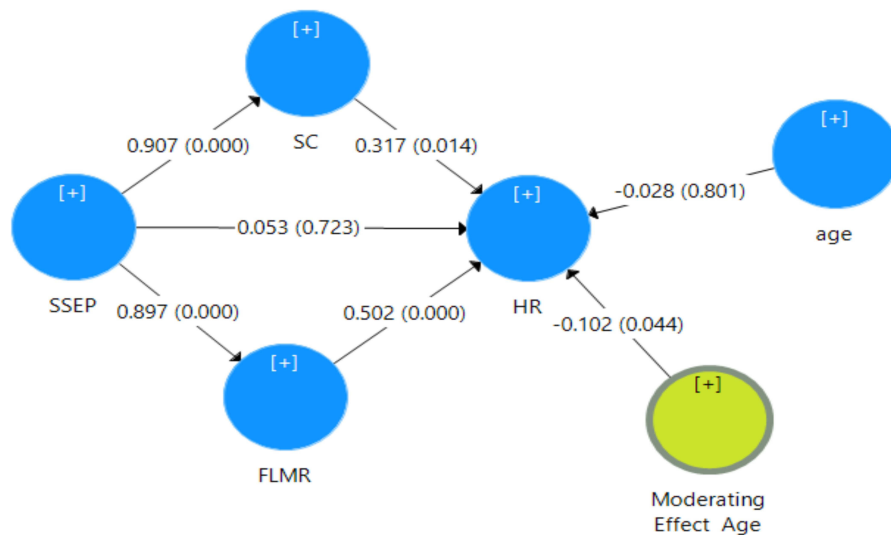 [+]
SC
0.907 (0.000)
0.317 (0.014)
[+]
age
-0.028 (0.801)
[+]
SSEP
0.053 (0.723)
[+]
HR
0.897 (0.000)
0.502 (0.000)
-0.102 (0.044)
[+]
FLMR
[+]
Moderating
Effect Age